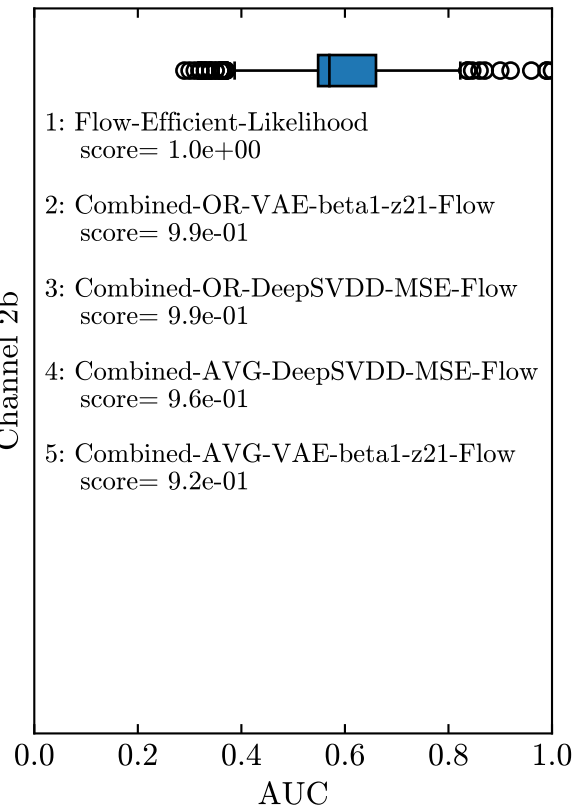 1: Flow-Efficient-Likelihood
score= 1.0e+00
2: Combined-OR-VAE-beta1-z21-Flow
score= 9.9e-01
3: Combined-OR-DeepSVDD-MSE-Flow
score= 9.9e-01
4: Combined-AVG-DeepSVDD-MSE-Flow
score= 9.6e-01
5: Combined-AVG-VAE-beta1-z21-Flow
score= 9.2e-01
Channel 2b
0.0 0.2 0.4 0.6 0.8 1.0
AUC